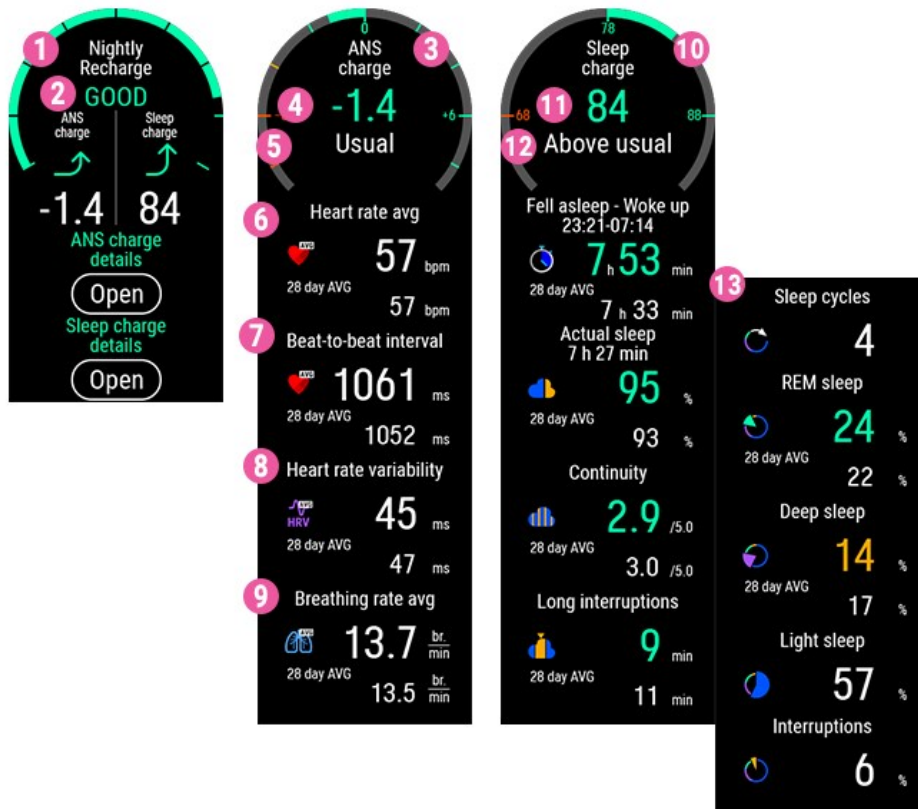 1
Nightly
Recharge
2
GOOD
ANS
charge
Sleep
charge
-1.4
84
ANS charge
details
Open
Sleep charge
details
Open
0
3
ANS
charge
4
-1.4
+6
5
Usual
6
Heart rate avg
AVG
57 bpm
28 day AVG
57 bpm
7
Beat-to-beat interval
AVG
1061 ms
28 day AVG
1052 ms
8
Heart rate variability
AVG
HRV
45 ms
28 day AVG
47 ms
9
Breathing rate avg
AVG
13.7 br.
min
28 day AVG
13.5 br.
min
78
10
Sleep
charge
68
11
84
88
12
Above usual
Fell asleep - Woke up
23:21-07:14
7 h 53 min
28 day AVG
7 h 33 min
Actual sleep
7 h 27 min
95 %
28 day AVG
93 %
Continuity
2.9 /5.0
28 day AVG
3.0 /5.0
Long interruptions
9 min
28 day AVG
11 min
13
Sleep cycles
4
REM sleep
24 %
28 day AVG
22 %
Deep sleep
14 %
28 day AVG
17 %
Light sleep
57 %
Interruptions
6 %